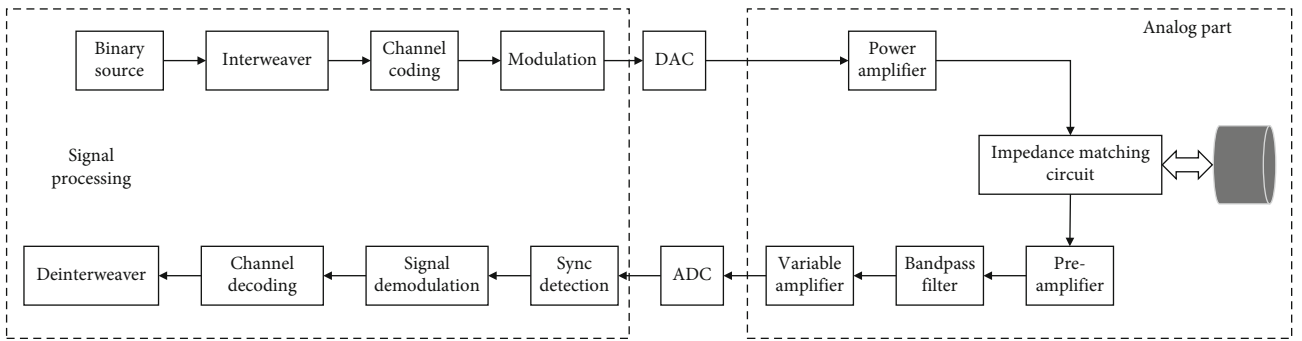 Analog part
Binary
source
Interweaver
Channel
coding
Modulation
DAC
Power
amplifier
Signal
processing
Impedance matching
circuit
Deinterweaver
Channel
decoding
Signal
demodulation
Sync
detection
ADC
Variable
amplifier
Bandpass
filter
Pre-
amplifier